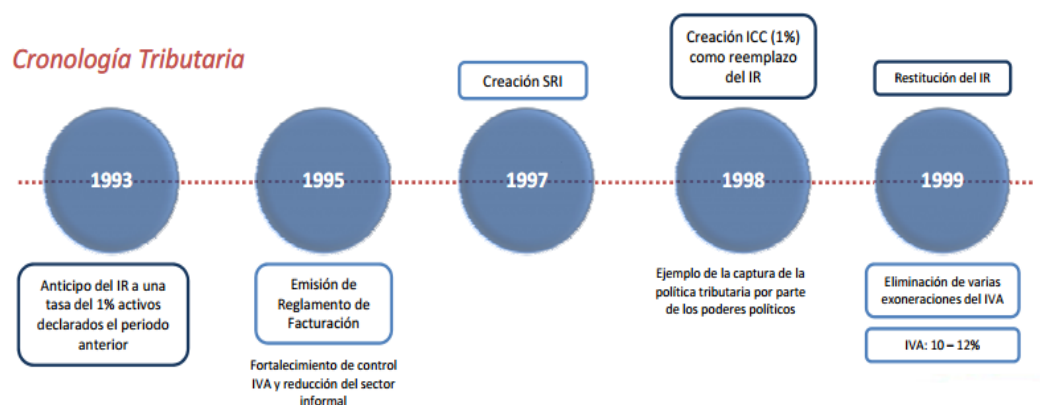 Cronología Tributaria
Creación SRI
Creación ICC (1%)
como reemplazo
del IR
Restitución del IR
1993
1995
1997
1998
1999
Anticipo del IR a una
tasa del 1% activos
declarados el periodo
anterior
Emisión de
Reglamento de
Facturación
Fortalecimiento de control
IVA y reducción del sector
informal
Ejemplo de la captura de la
política tributaria por parte
de los poderes políticos
Eliminación de varias
exoneraciones del IVA
IVA: 10 – 12%